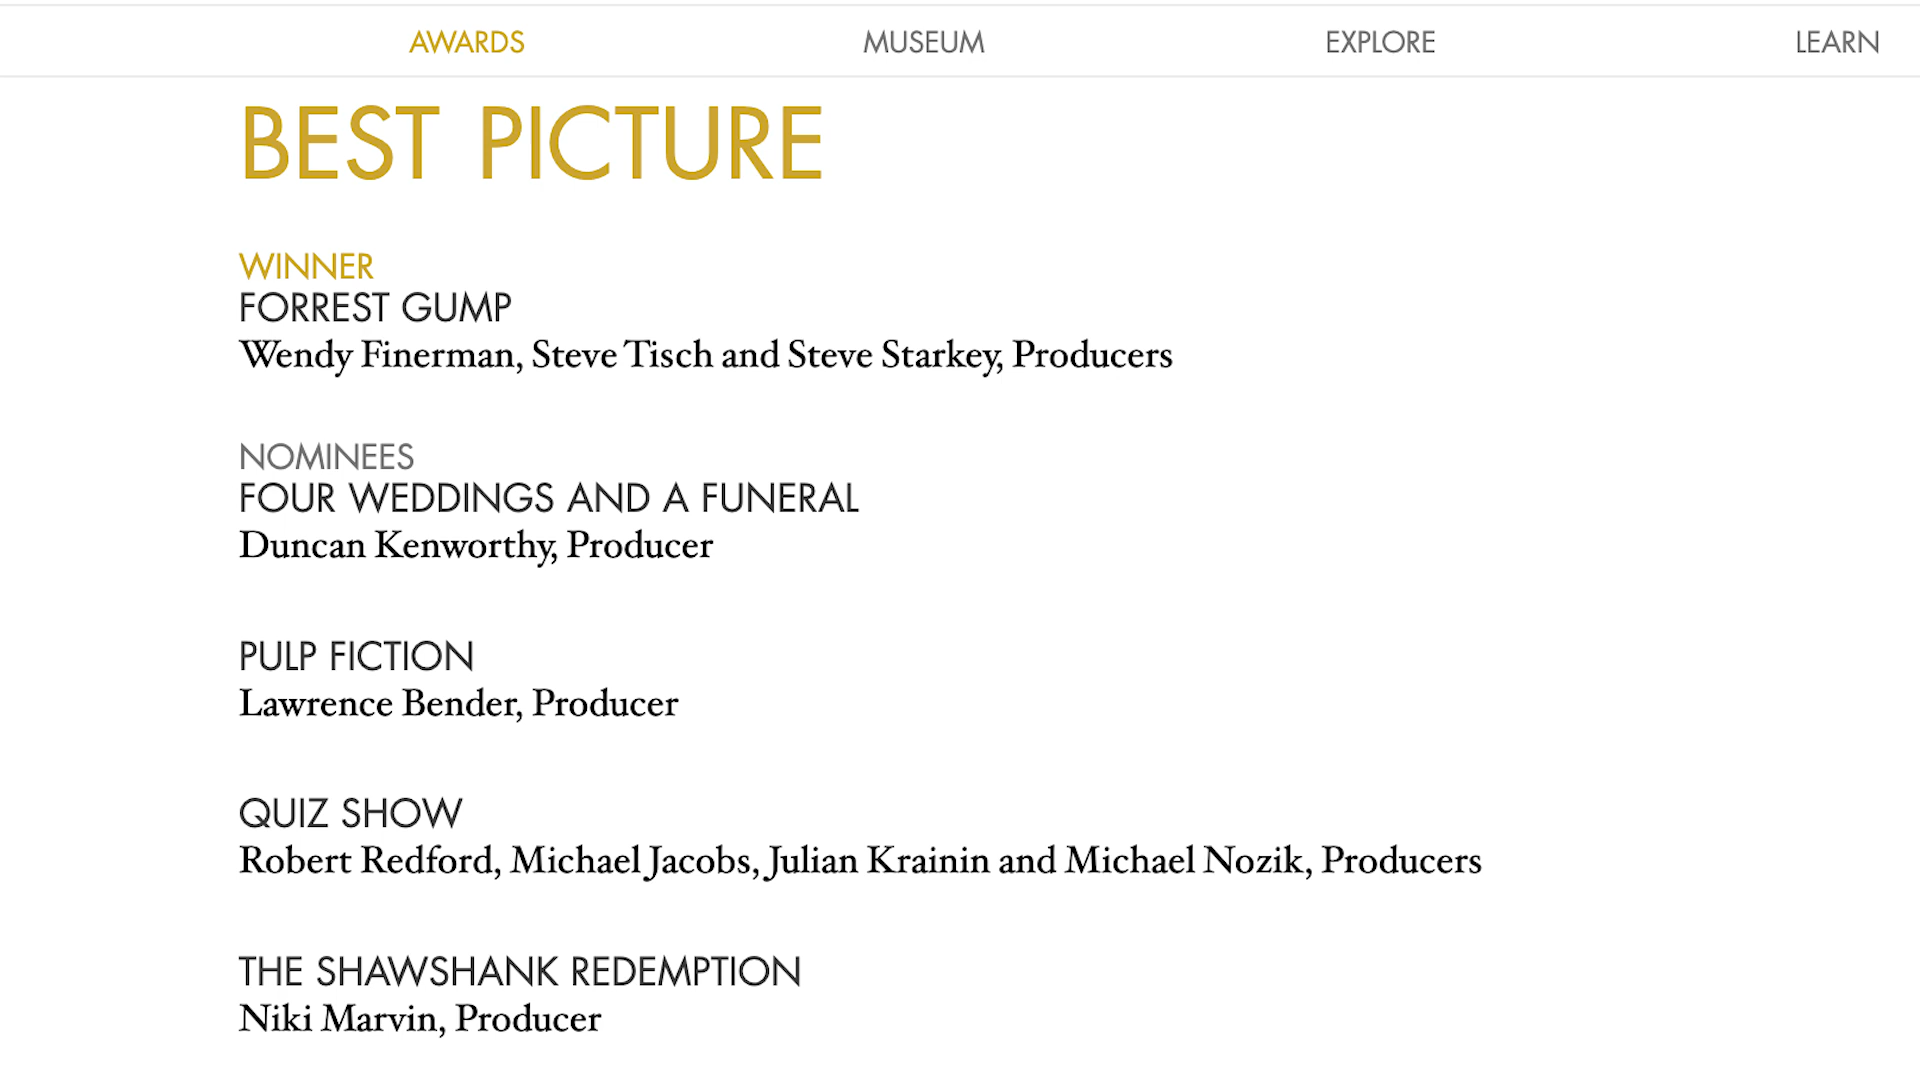 AWARDS MUSEUM EXPLORE LEARN
BEST PICTURE
WINNER
FORREST GUMP
Wendy Finerman, Steve Tisch and Steve Starkey, Producers
NOMINEES
FOUR WEDDINGS AND A FUNERAL
Duncan Kenworthy, Producer
PULP FICTION
Lawrence Bender, Producer
QUIZ SHOW
Robert Redford, Michael Jacobs, Julian Krainin and Michael Nozik, Producers
THE SHAWSHANK REDEMPTION
Niki Marvin, Producer